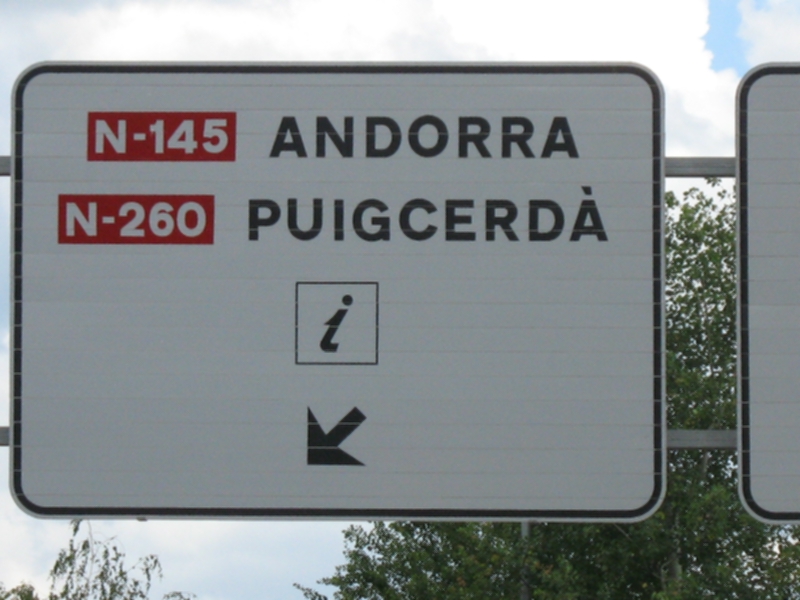 N-145 ANDORRA
N-260 PUIGCERDÀ
i